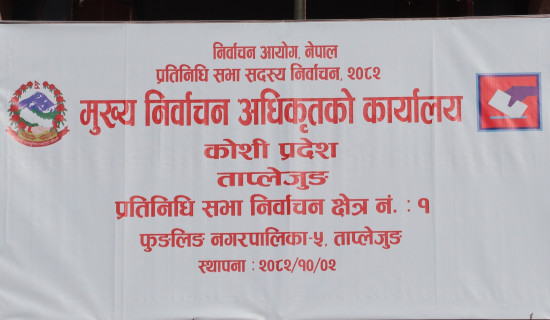 निर्वाचन आयोग, नेपाल
प्रतिनिधि सभा सदस्य निर्वाचन, २०८२
मुख्य निर्वाचन अधिकृतको कार्यालय
कोशी प्रदेश
ताप्लेजुङ
प्रतिनिधि सभा निर्वाचन क्षेत्र नं. : १
फुङलिङ नगरपालिका-५, ताप्लेजुङ
स्थापना : २०८२/१०/०२